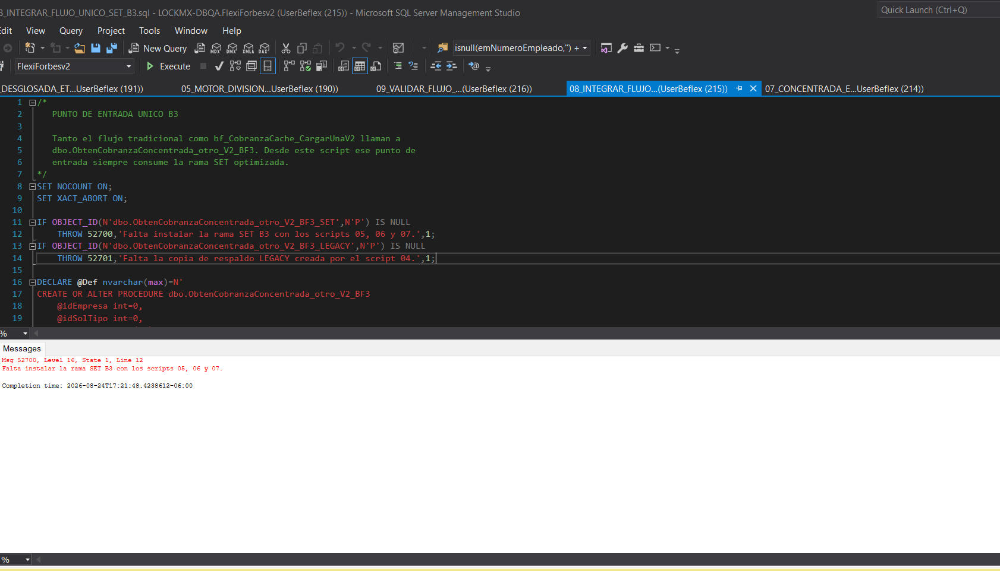 8_INTEGRAR_FLUJO_UNICO_SET_B3.sql - LOCKMX-DBQA.FlexiForbesv2 (UserBeflex (215)) - Microsoft SQL Server Management Studio
Quick Launch (Ctrl+Q)
Edit View Query Project Tools Window Help
New Query MDX DMX XMLA DAX isnull(emNumeroEmpleado,'') +
FlexiForbesv2 Execute
_DESGLOSADA_ET...UserBeflex (191)) 05_MOTOR_DIVISION...UserBeflex (190)) 09_VALIDAR_FLUJO_...(UserBeflex (216)) 08_INTEGRAR_FLUJO...(UserBeflex (215)) 07_CONCENTRADA_E...UserBeflex (214))
1 /*
2 PUNTO DE ENTRADA UNICO B3
3
4 Tanto el flujo tradicional como bf_CobranzaCache_CargarUnaV2 llaman a
5 dbo.ObtenCobranzaConcentrada_otro_V2_BF3. Desde este script ese punto de
6 entrada siempre consume la rama SET optimizada.
7 */
8 SET NOCOUNT ON;
9 SET XACT_ABORT ON;
10
11 IF OBJECT_ID(N'dbo.ObtenCobranzaConcentrada_otro_V2_BF3_SET',N'P') IS NULL
12 THROW 52700,'Falta instalar la rama SET B3 con los scripts 05, 06 y 07.',1;
13 IF OBJECT_ID(N'dbo.ObtenCobranzaConcentrada_otro_V2_BF3_LEGACY',N'P') IS NULL
14 THROW 52701,'Falta la copia de respaldo LEGACY creada por el script 04.',1;
15
16 DECLARE @Def nvarchar(max)=N'
17 CREATE OR ALTER PROCEDURE dbo.ObtenCobranzaConcentrada_otro_V2_BF3
18 @idEmpresa int=0,
19 @idSolTipo int=0,
%
Messages
Msg 52700, Level 16, State 1, Line 12
Falta instalar la rama SET B3 con los scripts 05, 06 y 07.
Completion time: 2026-08-24T17:21:48.4238612-06:00
%